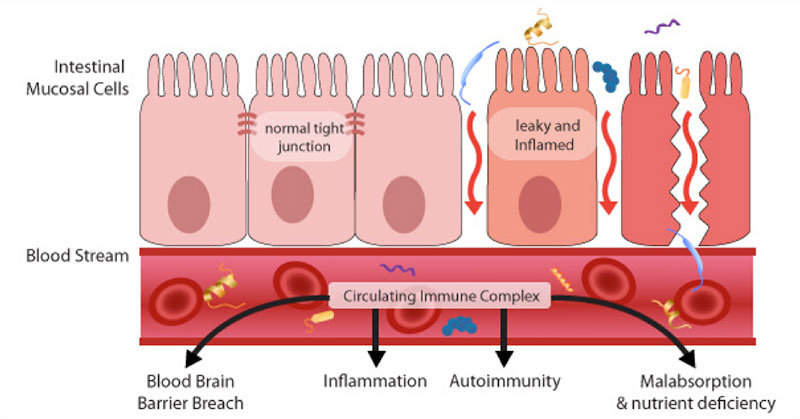 Intestinal
Mucosal Cells
normal tight
junction
leaky and
Inflamed
Blood Stream
Circulating Immune Complex
Blood Brain
Barrier Breach
Inflammation
Autoimmunity
Malabsorption
& nutrient deficiency